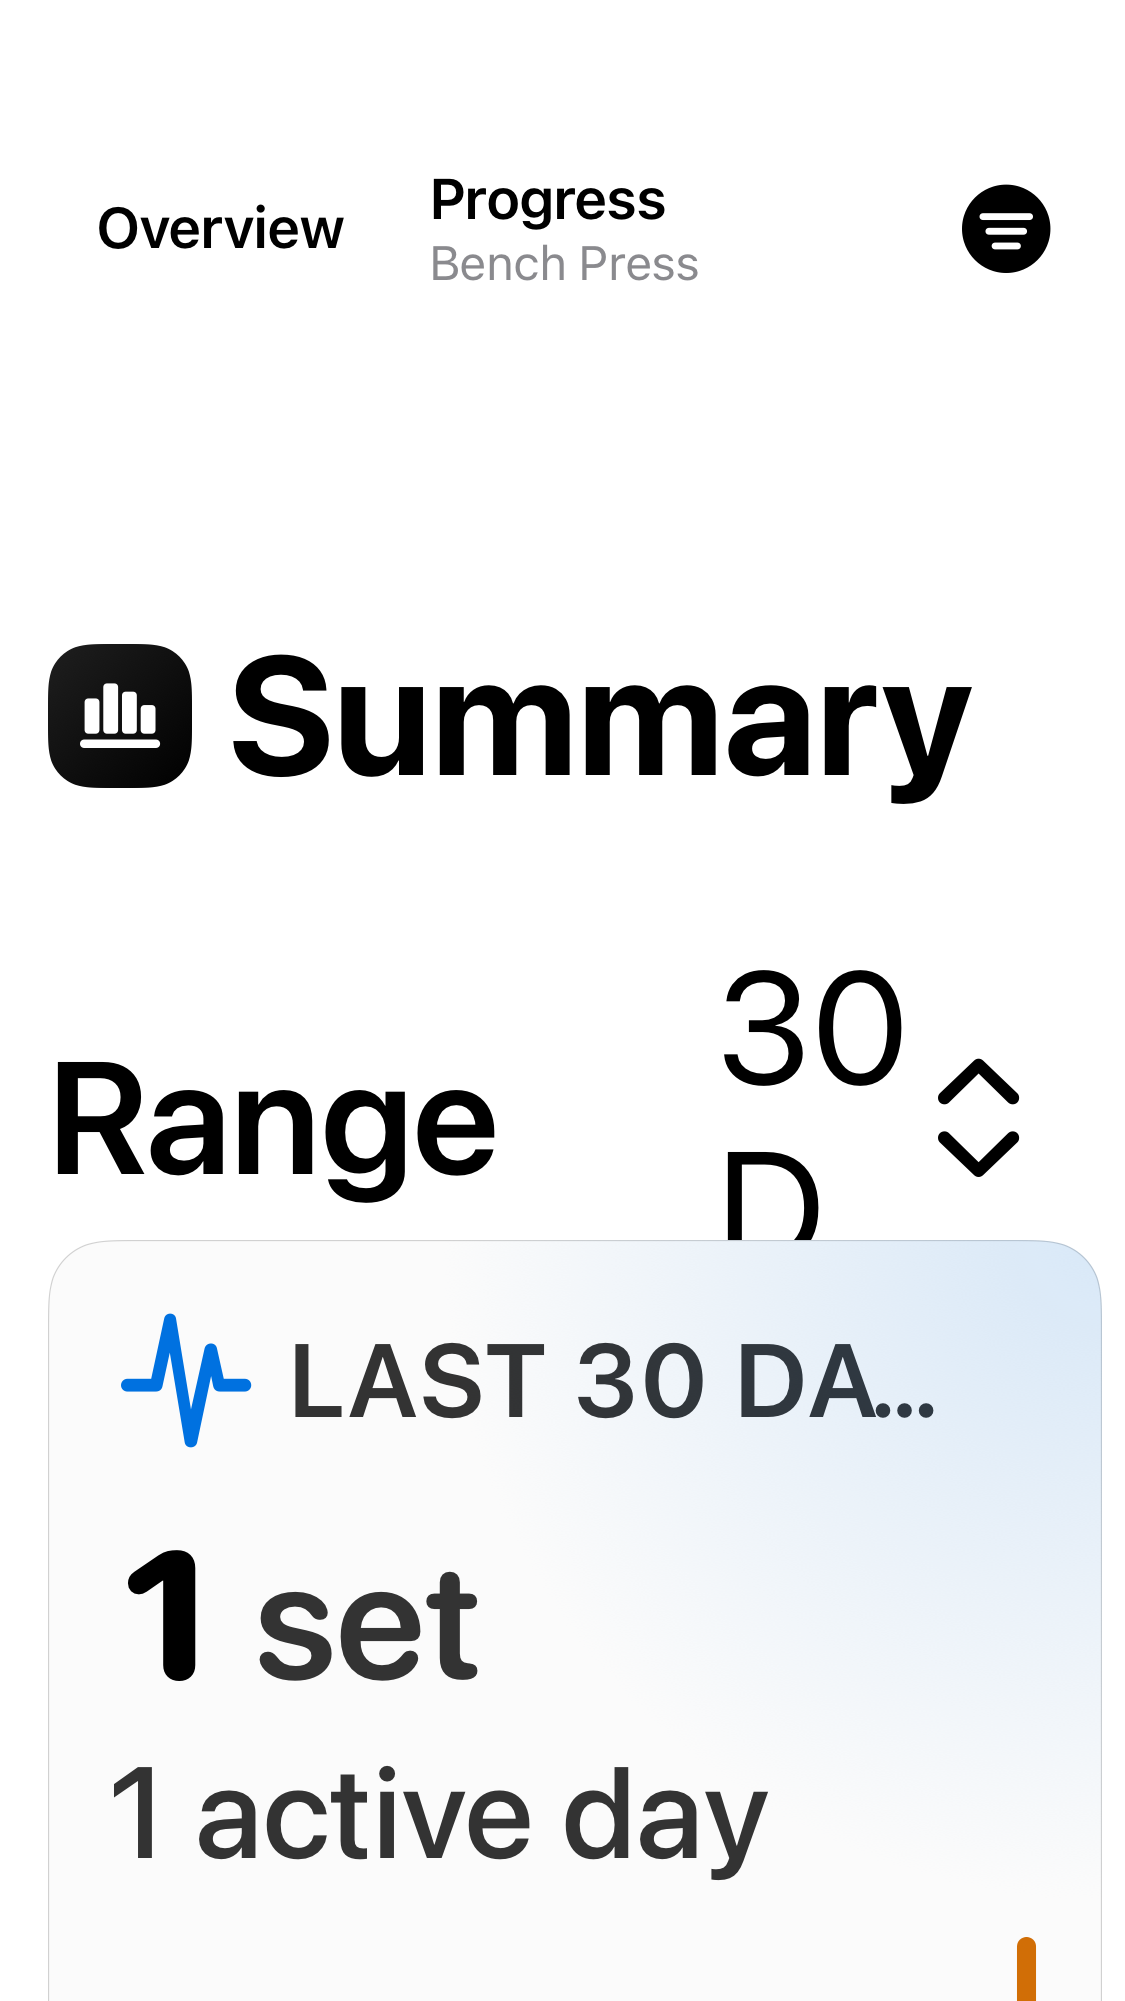 Overview
Progress
Bench Press
Summary
Range
30
D
LAST 30 DA...
1 set
1 active day